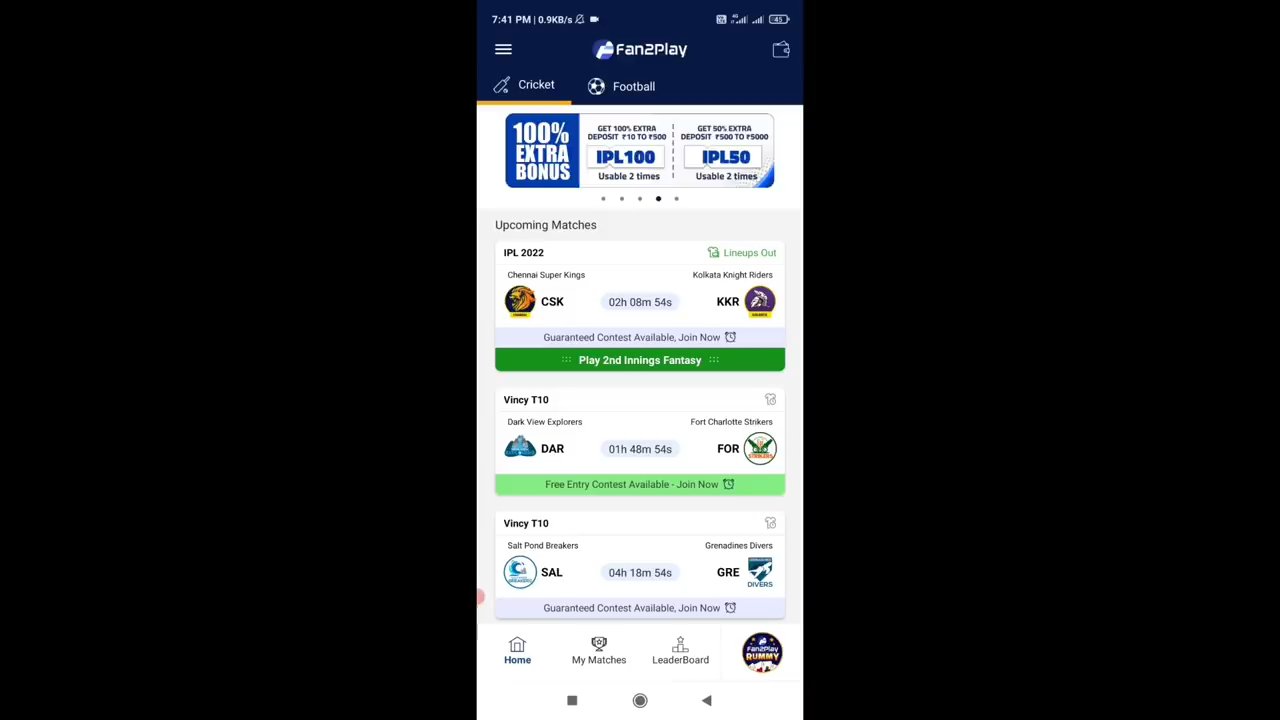 7:41 PM | 0.9KB/s
4G
45
Fan2Play
Cricket
Football
100% EXTRA BONUS
GET 100% EXTRA
DEPOSIT ₹10 TO ₹500
IPL100
Usable 2 times
GET 50% EXTRA
DEPOSIT ₹500 TO ₹5000
IPL50
Usable 2 times
Upcoming Matches
IPL 2022
Lineups Out
Chennai Super Kings
Kolkata Knight Riders
CSK
02h 08m 54s
KKR
Guaranteed Contest Available, Join Now
Play 2nd Innings Fantasy
Vincy T10
Dark View Explorers
Fort Charlotte Strikers
DAR
01h 48m 54s
FOR
STRIKERS
Free Entry Contest Available - Join Now
Vincy T10
Salt Pond Breakers
Grenadines Divers
SAL
04h 18m 54s
GRE
DIVERS
Guaranteed Contest Available, Join Now
Home
My Matches
LeaderBoard
Fan2Play
RUMMY